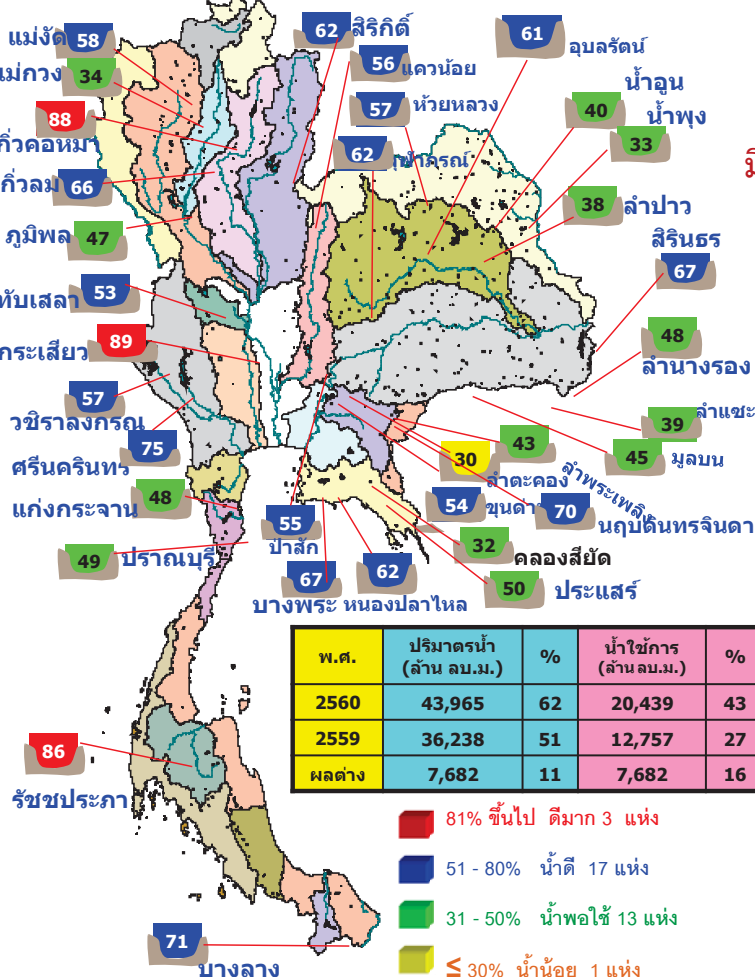 แม่งัด 58
แม่กวง 34
88
กิ่วคอหมา
กิ่วลม 66
ภูมิพล 47
ทับเสลา 53
กระเสียว 89
57
วชิราลงกรณ
75
ศรีนครินทร์
48
แก่งกระจาน
49 ปราณบุรี
62 สิริกิติ์
56 แควน้อย
57 ห้วยหลวง
62
61 อุบลรัตน์
น้ำอูน
40 น้ำพุง
33
38 ลำปาว
สิรินธร
67
48
ลำนางรอง
39 ลำแซะ
45 มูลบน
43
ลำพระเพลิง
30
ลำตะคอง
54 ขุนด่าน
70 นฤบดินทรจินดา
55
ป่าสัก
32 คลองสียัด
67 62
บางพระ หนองปลาไหล
50 ประแสร์
พ.ศ. ปริมาตรน้ำ (ล้าน ลบ.ม.) % น้ำใช้การ (ล้าน ลบ.ม.) %
2560 43,965 62 20,439 43
2559 36,238 51 12,757 27
ผลต่าง 7,682 11 7,682 16
86
รัชชประภา
71
บางลาง
81% ขึ้นไป ดีมาก 3 แห่ง
51 - 80% น้ำดี 17 แห่ง
31 - 50% น้ำพอใช้ 13 แห่ง
≤ 30% น้ำน้อย 1 แห่ง